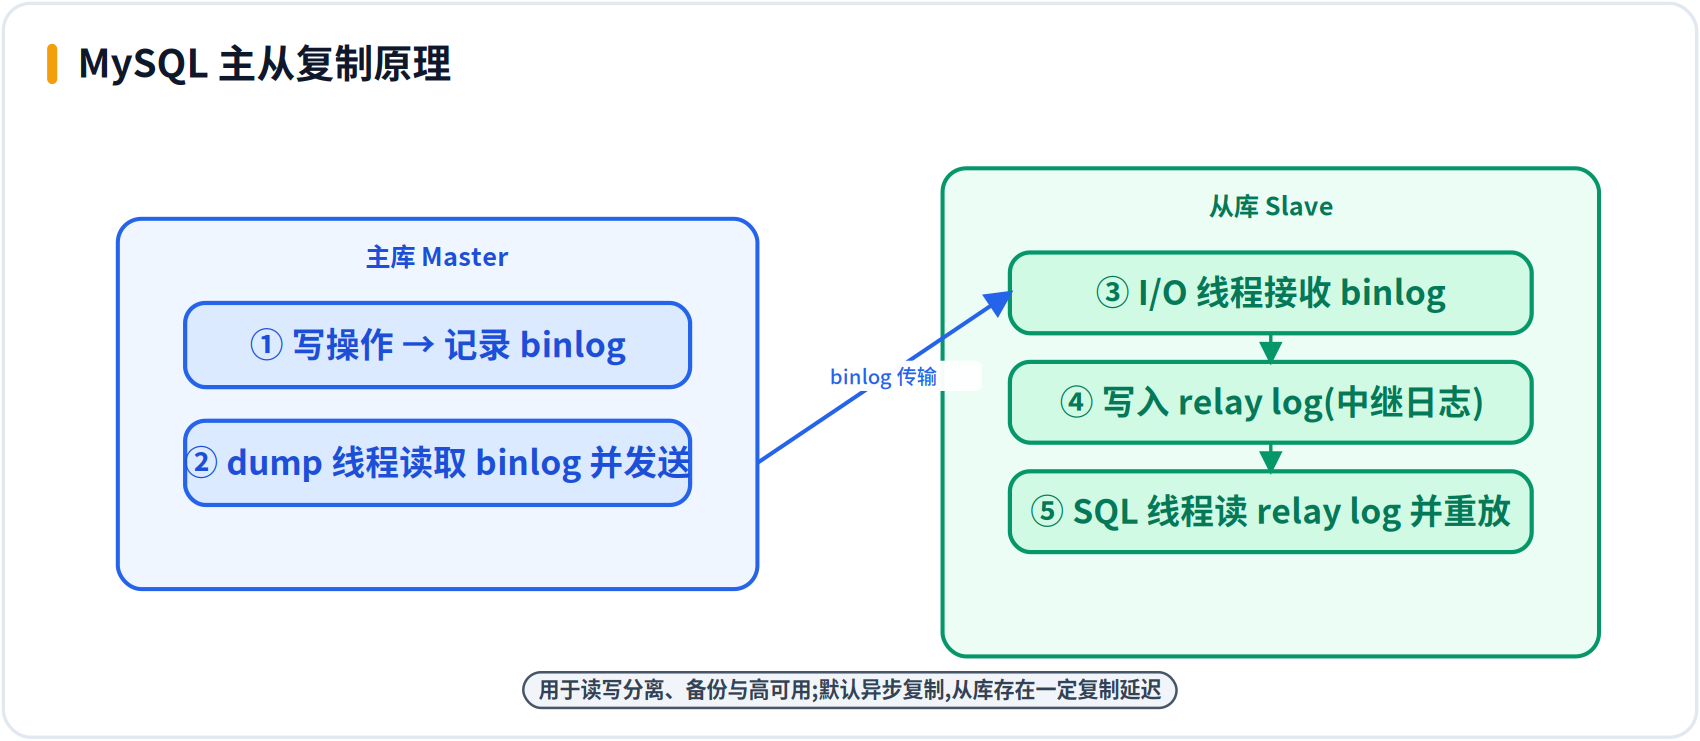 MySQL 主从复制原理
主库 Master
① 写操作 → 记录 binlog
② dump 线程读取 binlog 并发送
binlog 传输
从库 Slave
③ I/O 线程接收 binlog
④ 写入 relay log(中继日志)
⑤ SQL 线程读 relay log 并重放
用于读写分离、备份与高可用;默认异步复制,从库存在一定复制延迟